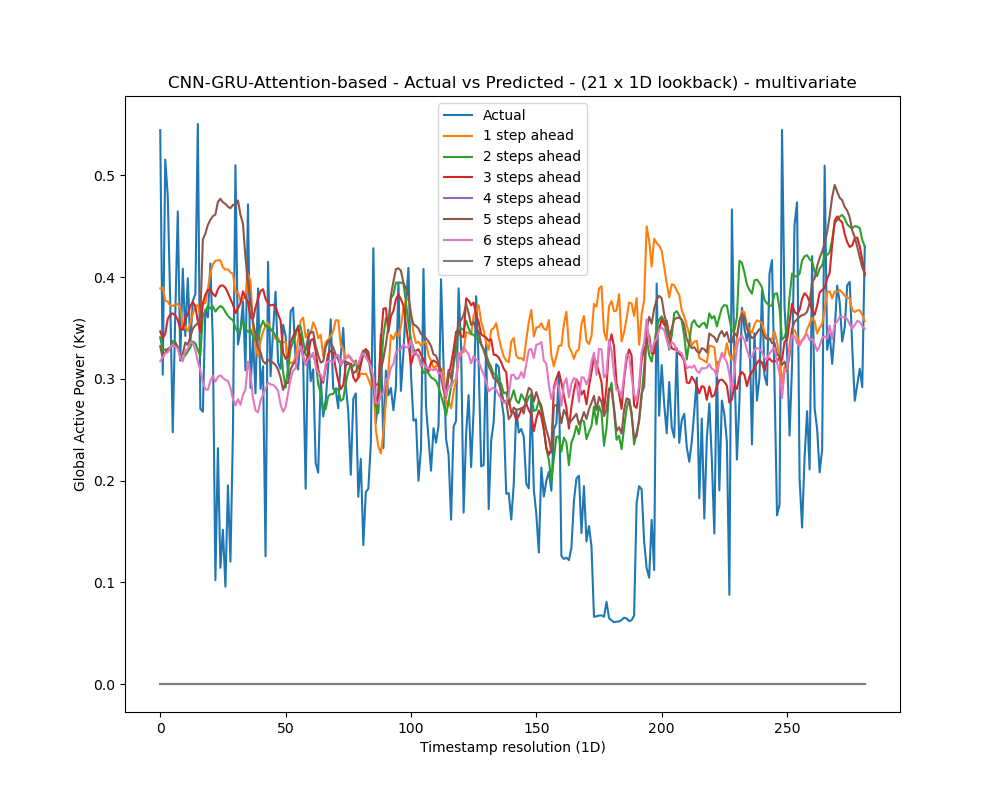 CNN-GRU-Attention-based - Actual vs Predicted - (21 x 1D lookback) - multivariate
Actual
1 step ahead
2 steps ahead
3 steps ahead
4 steps ahead
5 steps ahead
6 steps ahead
7 steps ahead
Global Active Power (Kw)
0.5
0.4
0.3
0.2
0.1
0.0
0
50
100
150
200
250
Timestamp resolution (1D)